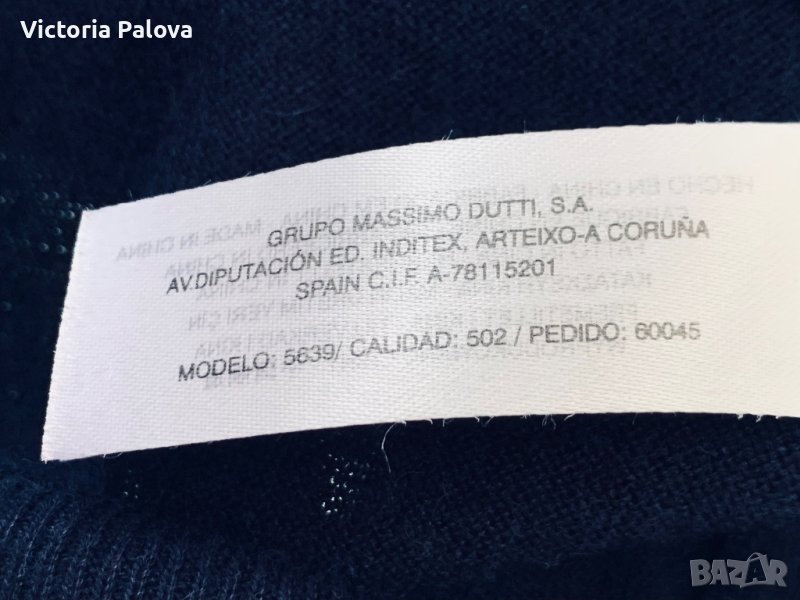 Victoria Palova
GRUPO MASSIMO DUTTI, S.A.
AV.DIPUTACIÓN ED. INDITEX, ARTEIXO-A CORUÑA
SPAIN C.I.F. A-78115201
MODELO: 5639/ CALIDAD: 502 / PEDIDO: 60045
BAZAR